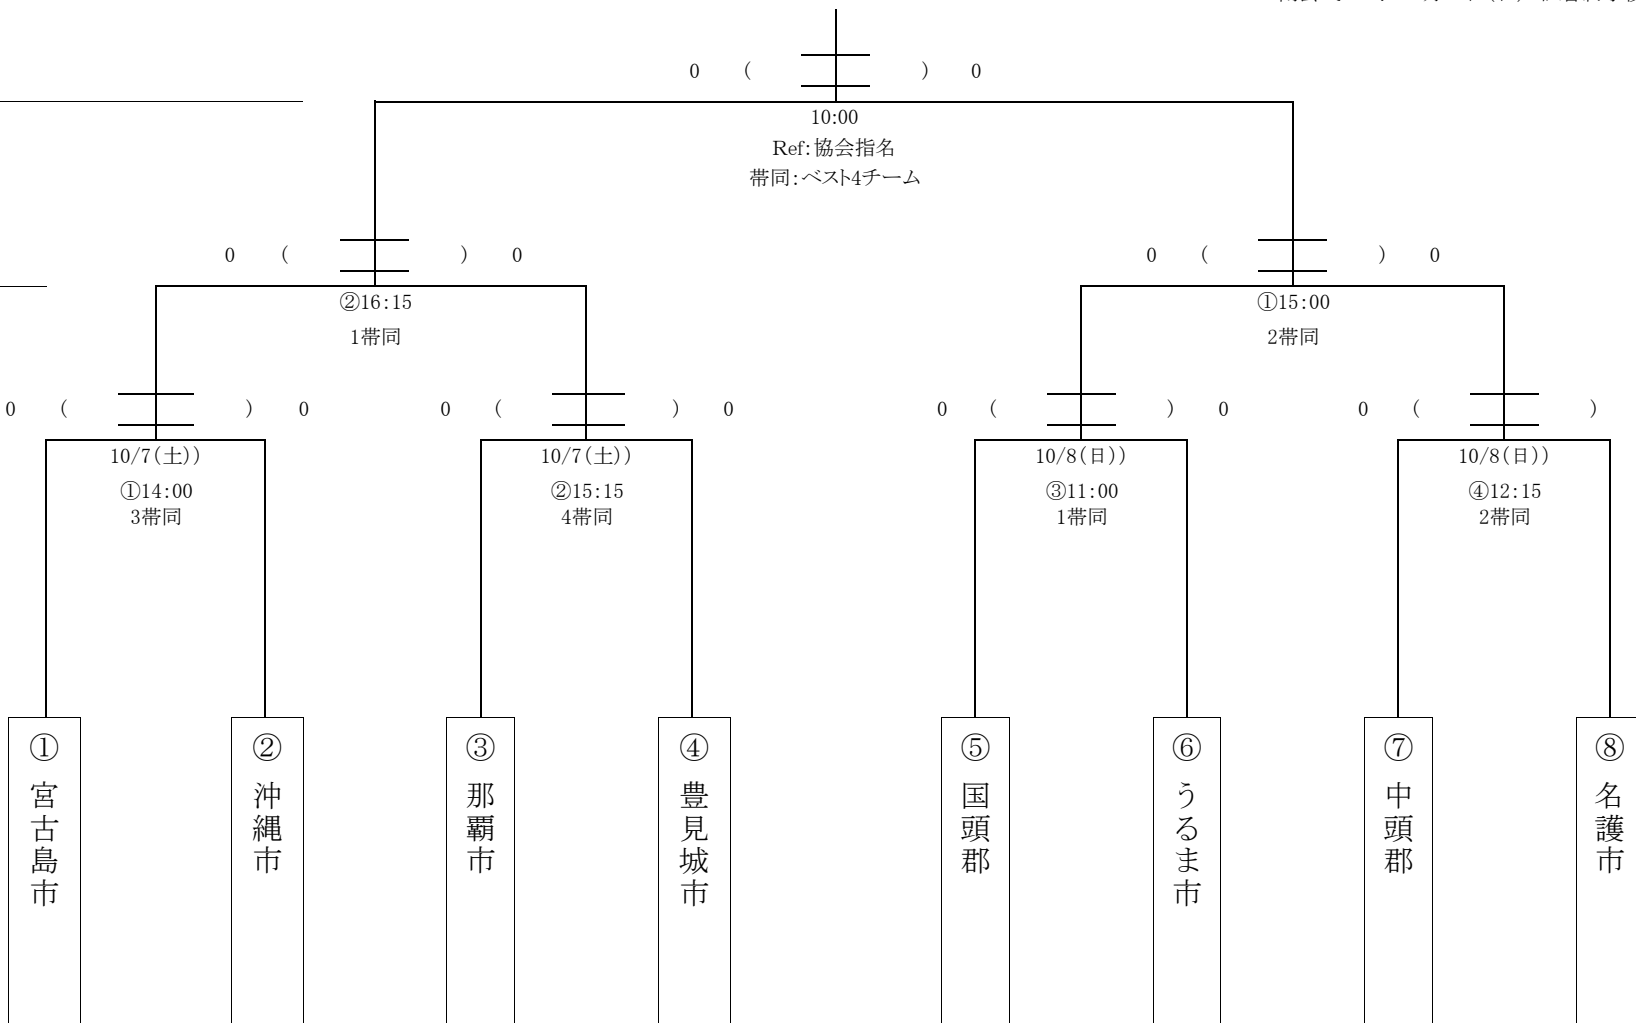 0 ( ) 0
10:00
Ref:協会指名
帯同:ベスト4チーム
0 ( ) 0 0 ( ) 0
②16:15 ①15:00
1帯同 2帯同
0 ( ) 0 0 ( ) 0 0 ( ) 0 0 ( )
10/7(土)) 10/7(土)) 10/8(日)) 10/8(日))
①14:00 ②15:15 ③11:00 ④12:15
3帯同 4帯同 1帯同 2帯同
①宮古島市
②沖縄市
③那覇市
④豊見城市
⑤国頭郡
⑥うるま市
⑦中頭郡
⑧名護市